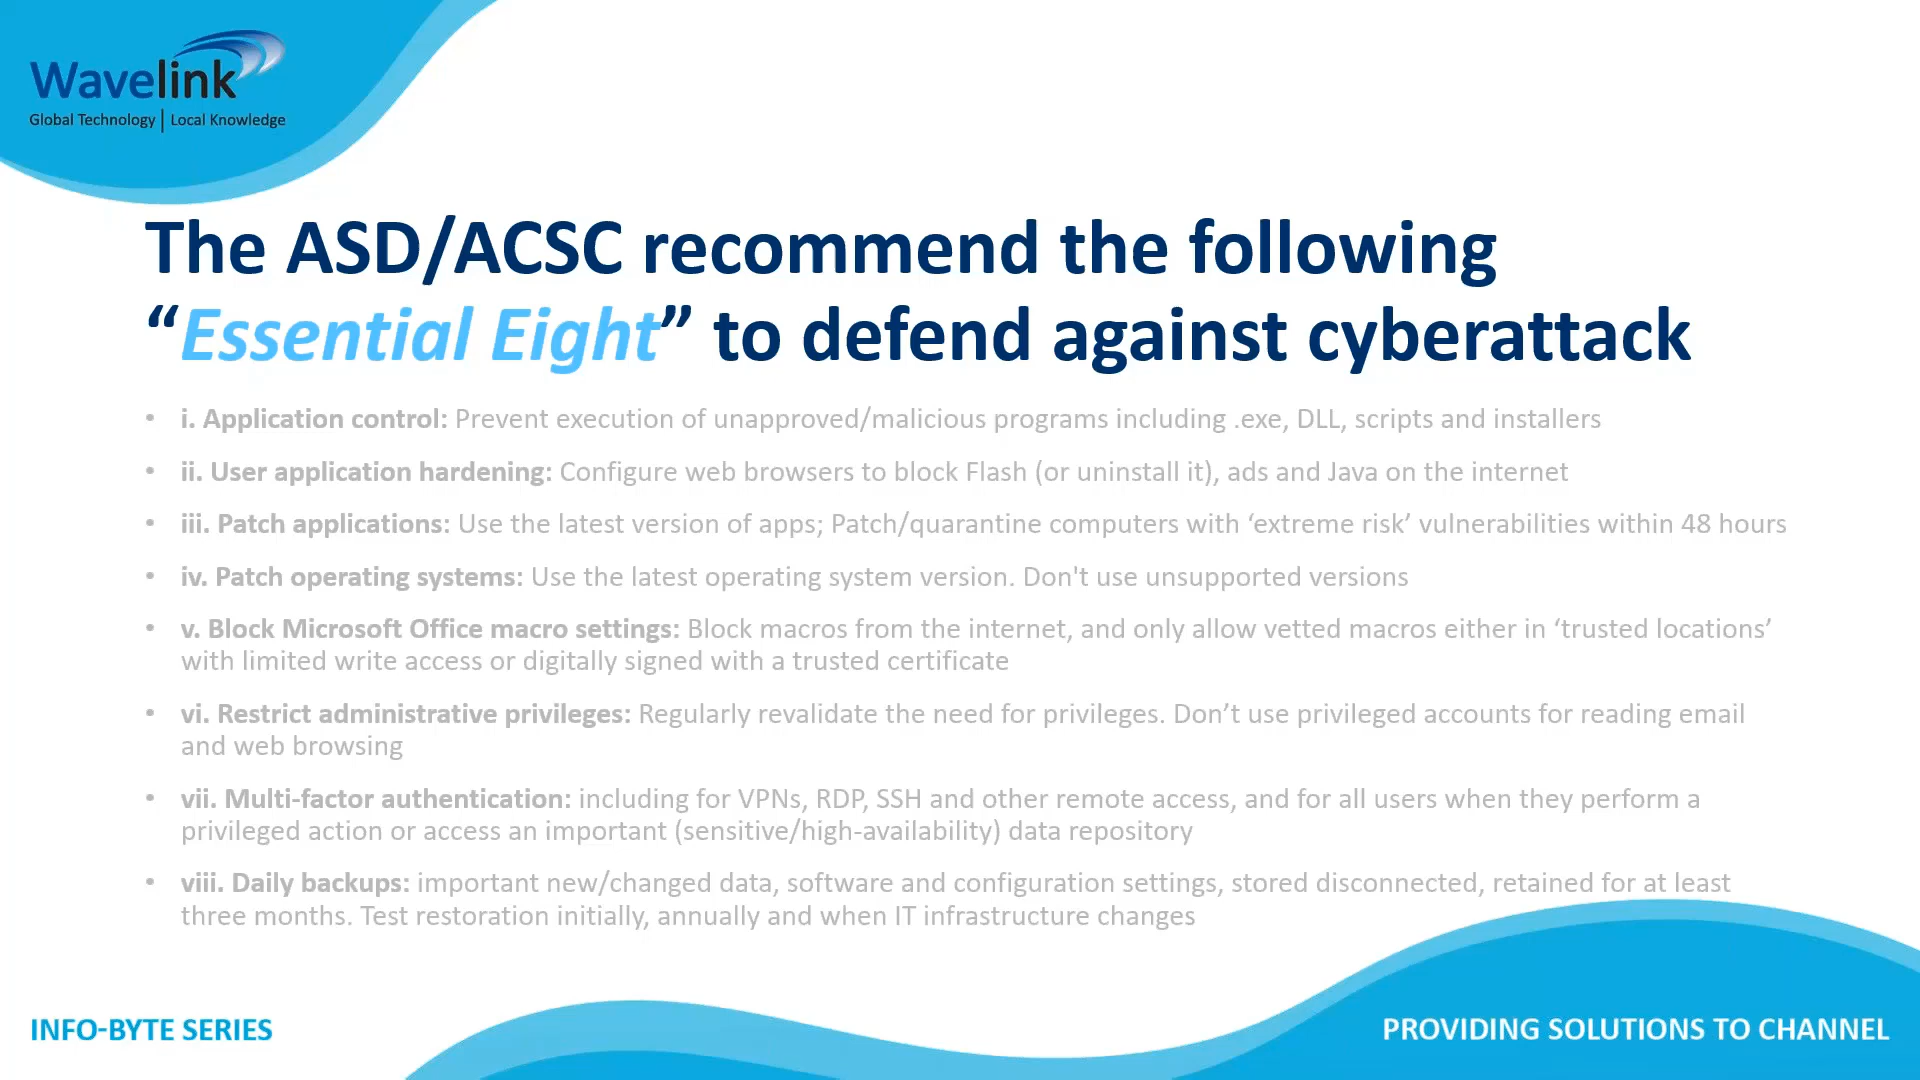 Wavelink
Global Technology | Local Knowledge
The ASD/ACSC recommend the following
“Essential Eight” to defend against cyberattack
• i. Application control: Prevent execution of unapproved/malicious programs including .exe, DLL, scripts and installers
• ii. User application hardening: Configure web browsers to block Flash (or uninstall it), ads and Java on the internet
• iii. Patch applications: Use the latest version of apps; Patch/quarantine computers with ‘extreme risk’ vulnerabilities within 48 hours
• iv. Patch operating systems: Use the latest operating system version. Don't use unsupported versions
• v. Block Microsoft Office macro settings: Block macros from the internet, and only allow vetted macros either in ‘trusted locations’
with limited write access or digitally signed with a trusted certificate
• vi. Restrict administrative privileges: Regularly revalidate the need for privileges. Don’t use privileged accounts for reading email
and web browsing
• vii. Multi-factor authentication: including for VPNs, RDP, SSH and other remote access, and for all users when they perform a
privileged action or access an important (sensitive/high-availability) data repository
• viii. Daily backups: important new/changed data, software and configuration settings, stored disconnected, retained for at least
three months. Test restoration initially, annually and when IT infrastructure changes
INFO-BYTE SERIES
PROVIDING SOLUTIONS TO CHANNEL